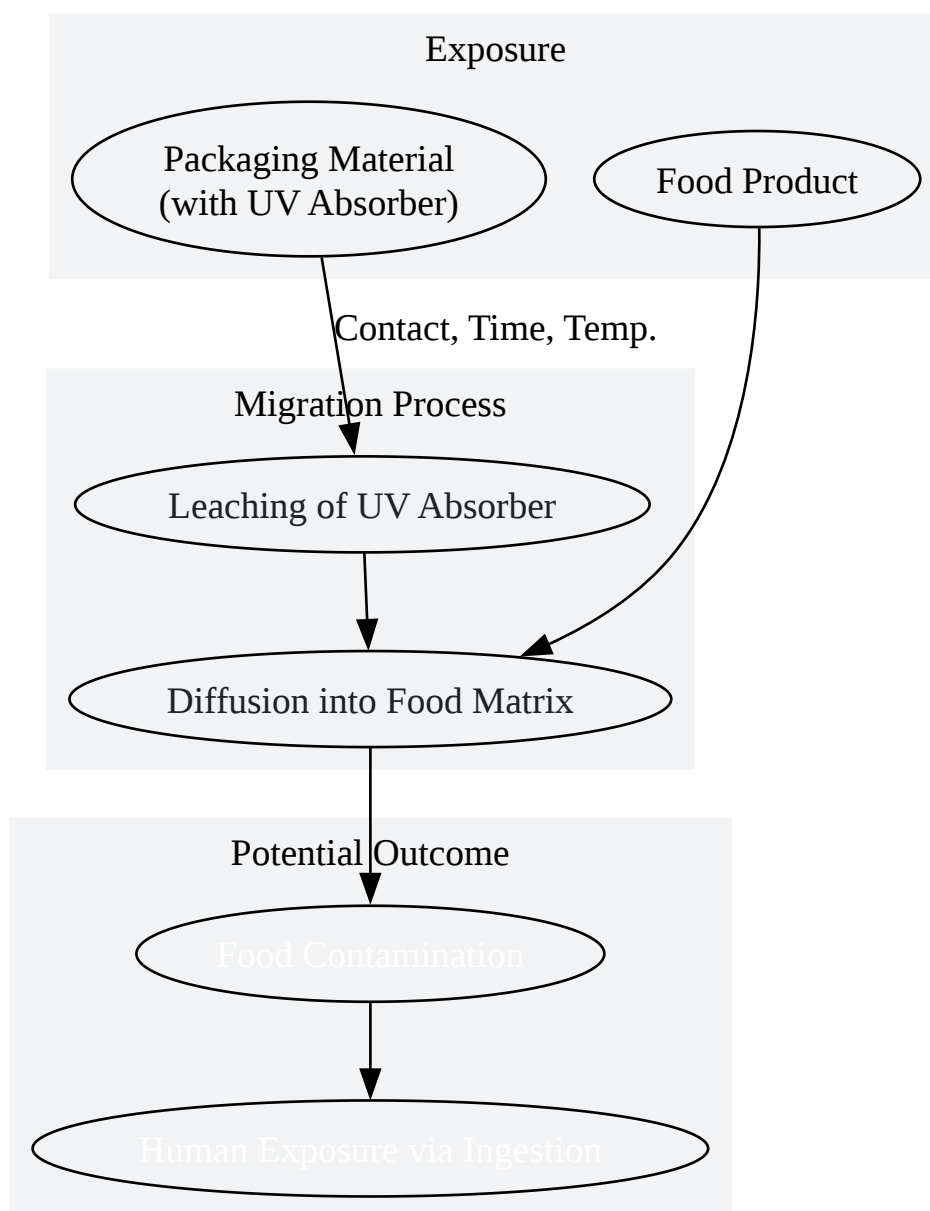 Exposure
Packaging Material
(with UV Absorber)
Food Product
Contact, Time, Temp.
Migration Process
Leaching of UV Absorber
Diffusion into Food Matrix
Potential Outcome
Food Contamination
Human Exposure via Ingestion